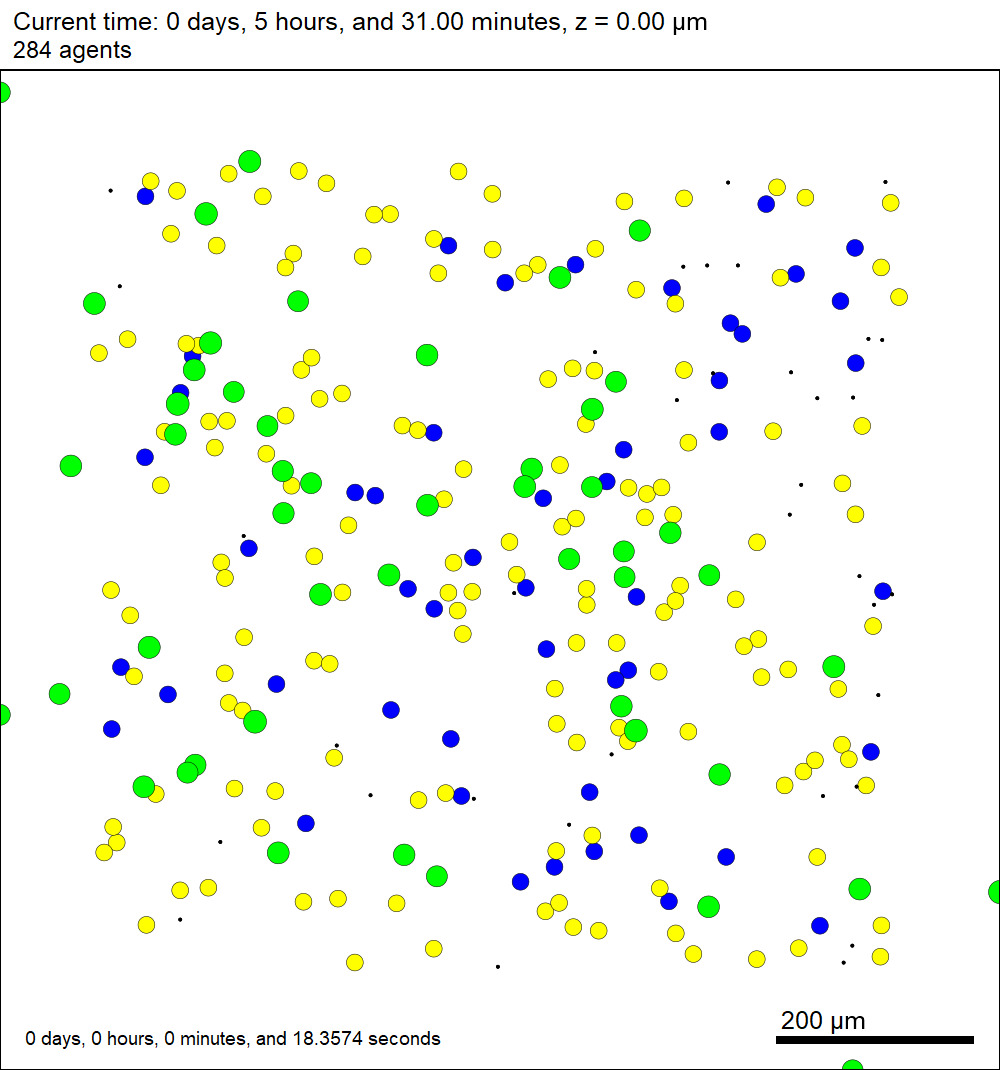 Current time: 0 days, 5 hours, and 31.00 minutes, z = 0.00 µm
284 agents
200 µm
0 days, 0 hours, 0 minutes, and 18.3574 seconds